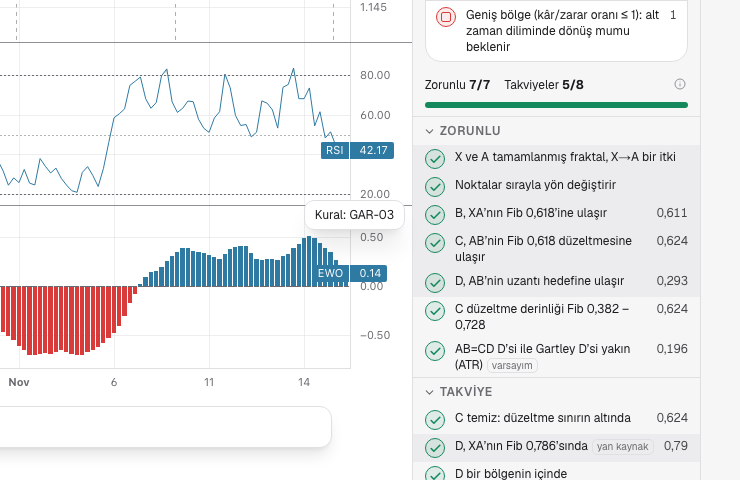 1.145
80.00
60.00
RSI 42.17
20.00
Kural: GAR-03
0.50
EWO 0.14
0.00
−0.50
Nov 6 11 14
Geniş bölge (kâr/zarar oranı ≤ 1): alt 1
zaman diliminde dönüş mumu
beklenir
Zorunlu 7/7 Takviyeler 5/8
ZORUNLU
X ve A tamamlanmış fraktal, X→A bir itki
Noktalar sırayla yön değiştirir
B, XA’nın Fib 0,618’ine ulaşır 0,611
C, AB’nin Fib 0,618 düzeltmesine 0,624
ulaşır
D, AB’nin uzantı hedefine ulaşır 0,293
C düzeltme derinliği Fib 0,382 – 0,624
0,728
AB=CD D’si ile Gartley D’si yakın 0,196
(ATR) varsayım
TAKVİYE
C temiz: düzeltme sınırın altında 0,624
D, XA’nın Fib 0,786’sında yan kaynak 0,79
D bir bölgenin içinde